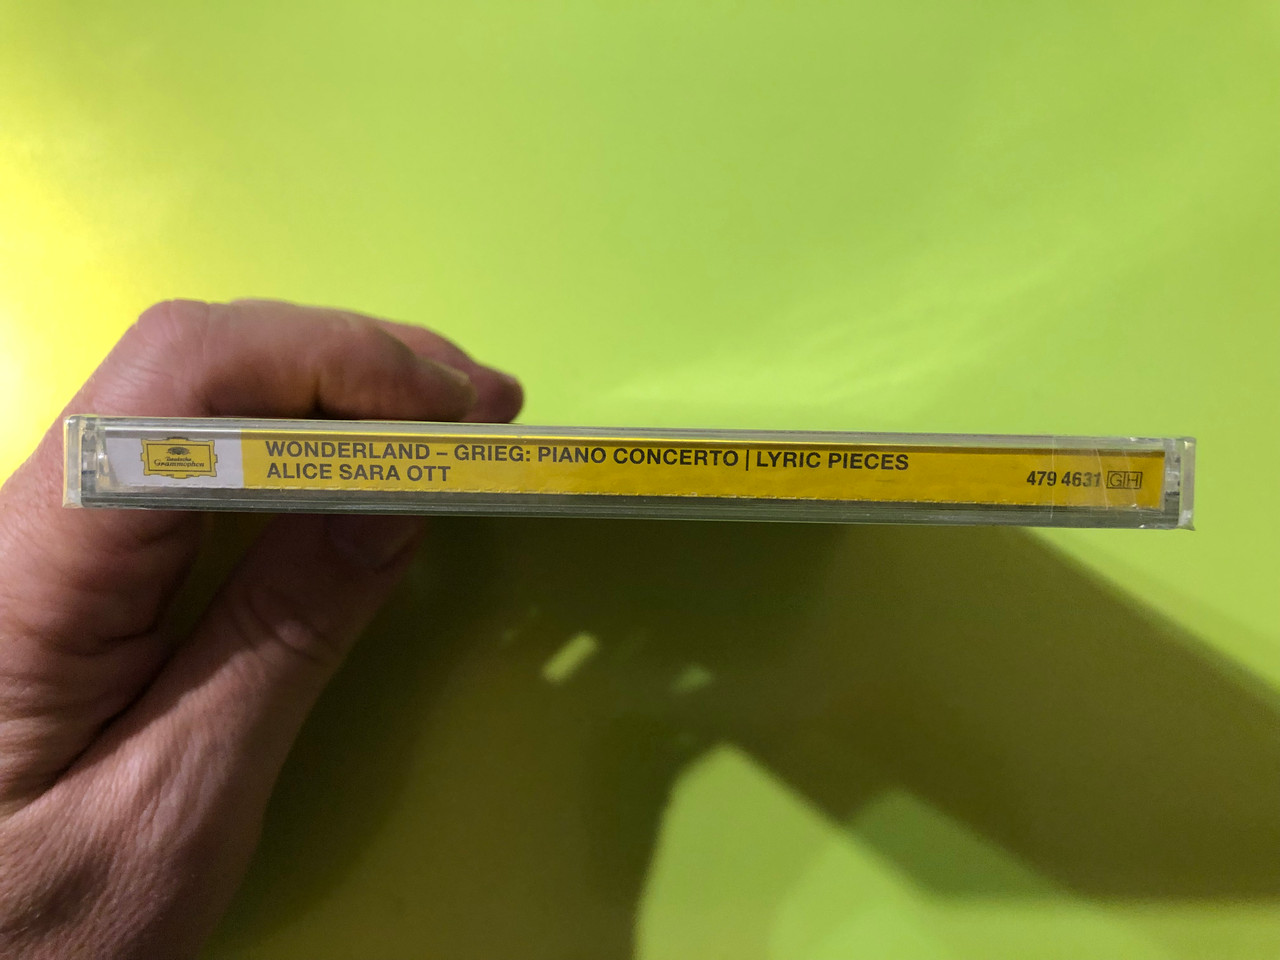 Deutsche
Grammophon
WONDERLAND – GRIEG: PIANO CONCERTO | LYRIC PIECES
ALICE SARA OTT
479 4631 GH